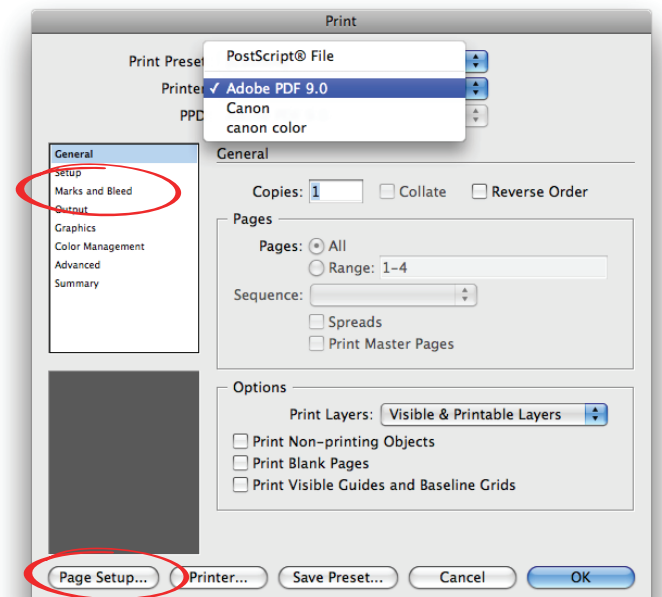 Print
Print Preset
PostScript® File
Printer
✓ Adobe PDF 9.0
PPD
Canon
canon color
General
Setup
Marks and Bleed
Output
Graphics
Color Management
Advanced
Summary
General
Copies: 1 Collate Reverse Order
Pages
Pages: All
Range: 1-4
Sequence:
Spreads
Print Master Pages
Options
Print Layers: Visible & Printable Layers
Print Non-printing Objects
Print Blank Pages
Print Visible Guides and Baseline Grids
Page Setup... Printer... Save Preset... Cancel OK